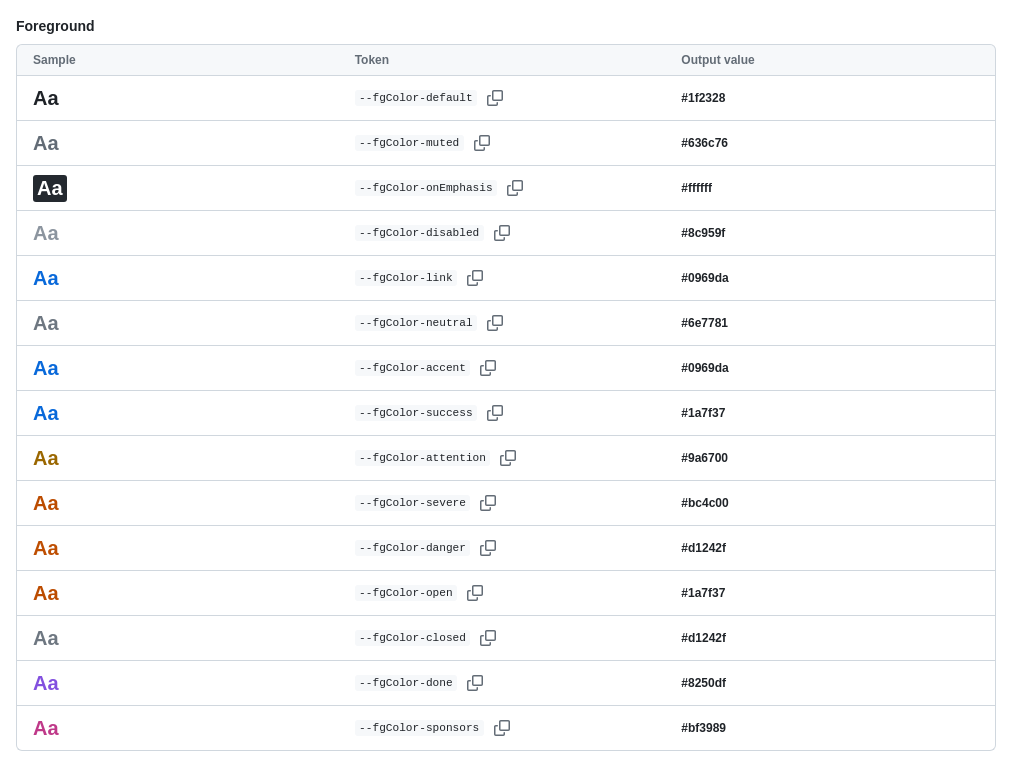 Foreground
Sample Token Output value
Aa --fgColor-default #1f2328
Aa --fgColor-muted #636c76
Aa --fgColor-onEmphasis #ffffff
Aa --fgColor-disabled #8c959f
Aa --fgColor-link #0969da
Aa --fgColor-neutral #6e7781
Aa --fgColor-accent #0969da
Aa --fgColor-success #1a7f37
Aa --fgColor-attention #9a6700
Aa --fgColor-severe #bc4c00
Aa --fgColor-danger #d1242f
Aa --fgColor-open #1a7f37
Aa --fgColor-closed #d1242f
Aa --fgColor-done #8250df
Aa --fgColor-sponsors #bf3989